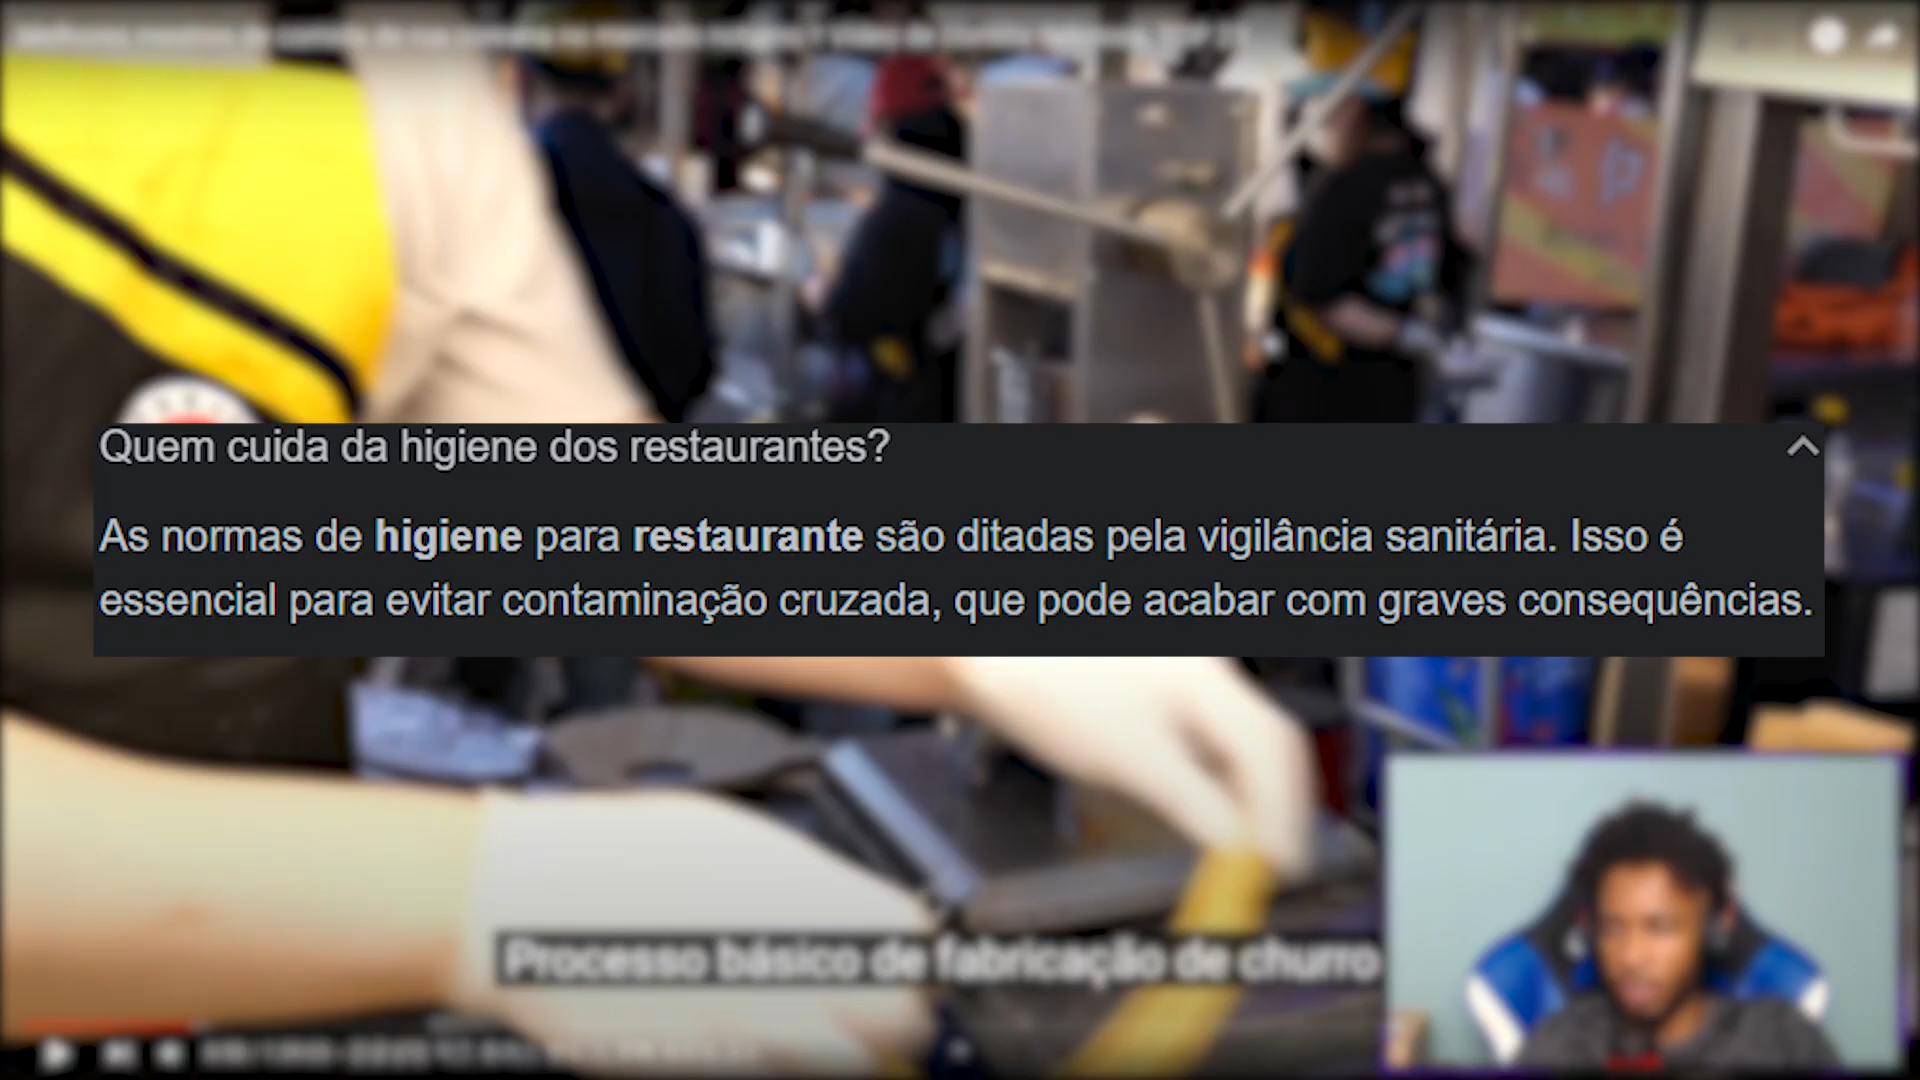 Quem cuida da higiene dos restaurantes?
As normas de higiene para restaurante são ditadas pela vigilância sanitária. Isso é
essencial para evitar contaminação cruzada, que pode acabar com graves consequências.
Processo básico de fabricação de churro